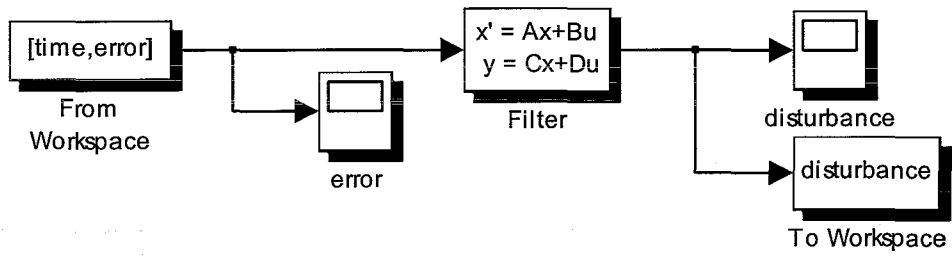 [time,error]
From
Workspace
error
x' = Ax+Bu
y = Cx+Du
Filter
disturbance
disturbance
To Workspace